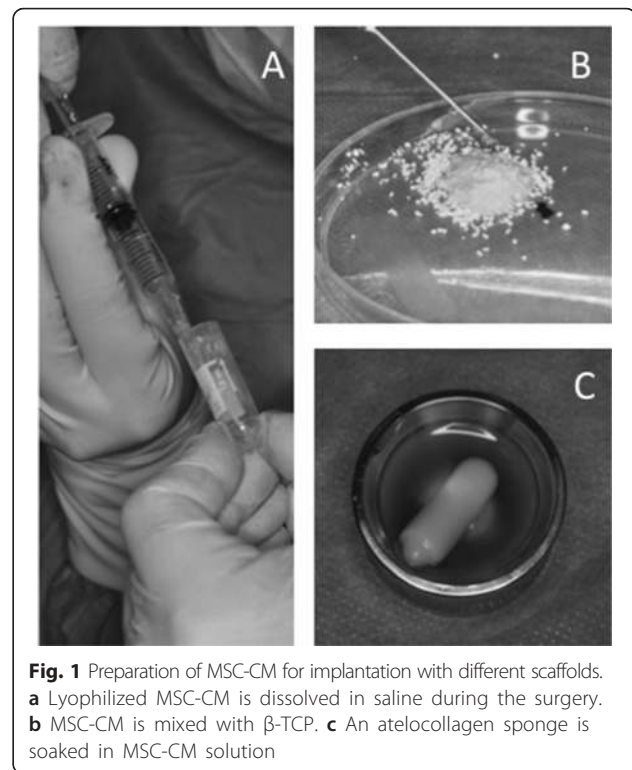 A
B
C
Fig. 1 Preparation of MSC-CM for implantation with different scaffolds.
a Lyophilized MSC-CM is dissolved in saline during the surgery.
b MSC-CM is mixed with β-TCP. c An atelocollagen sponge is
soaked in MSC-CM solution